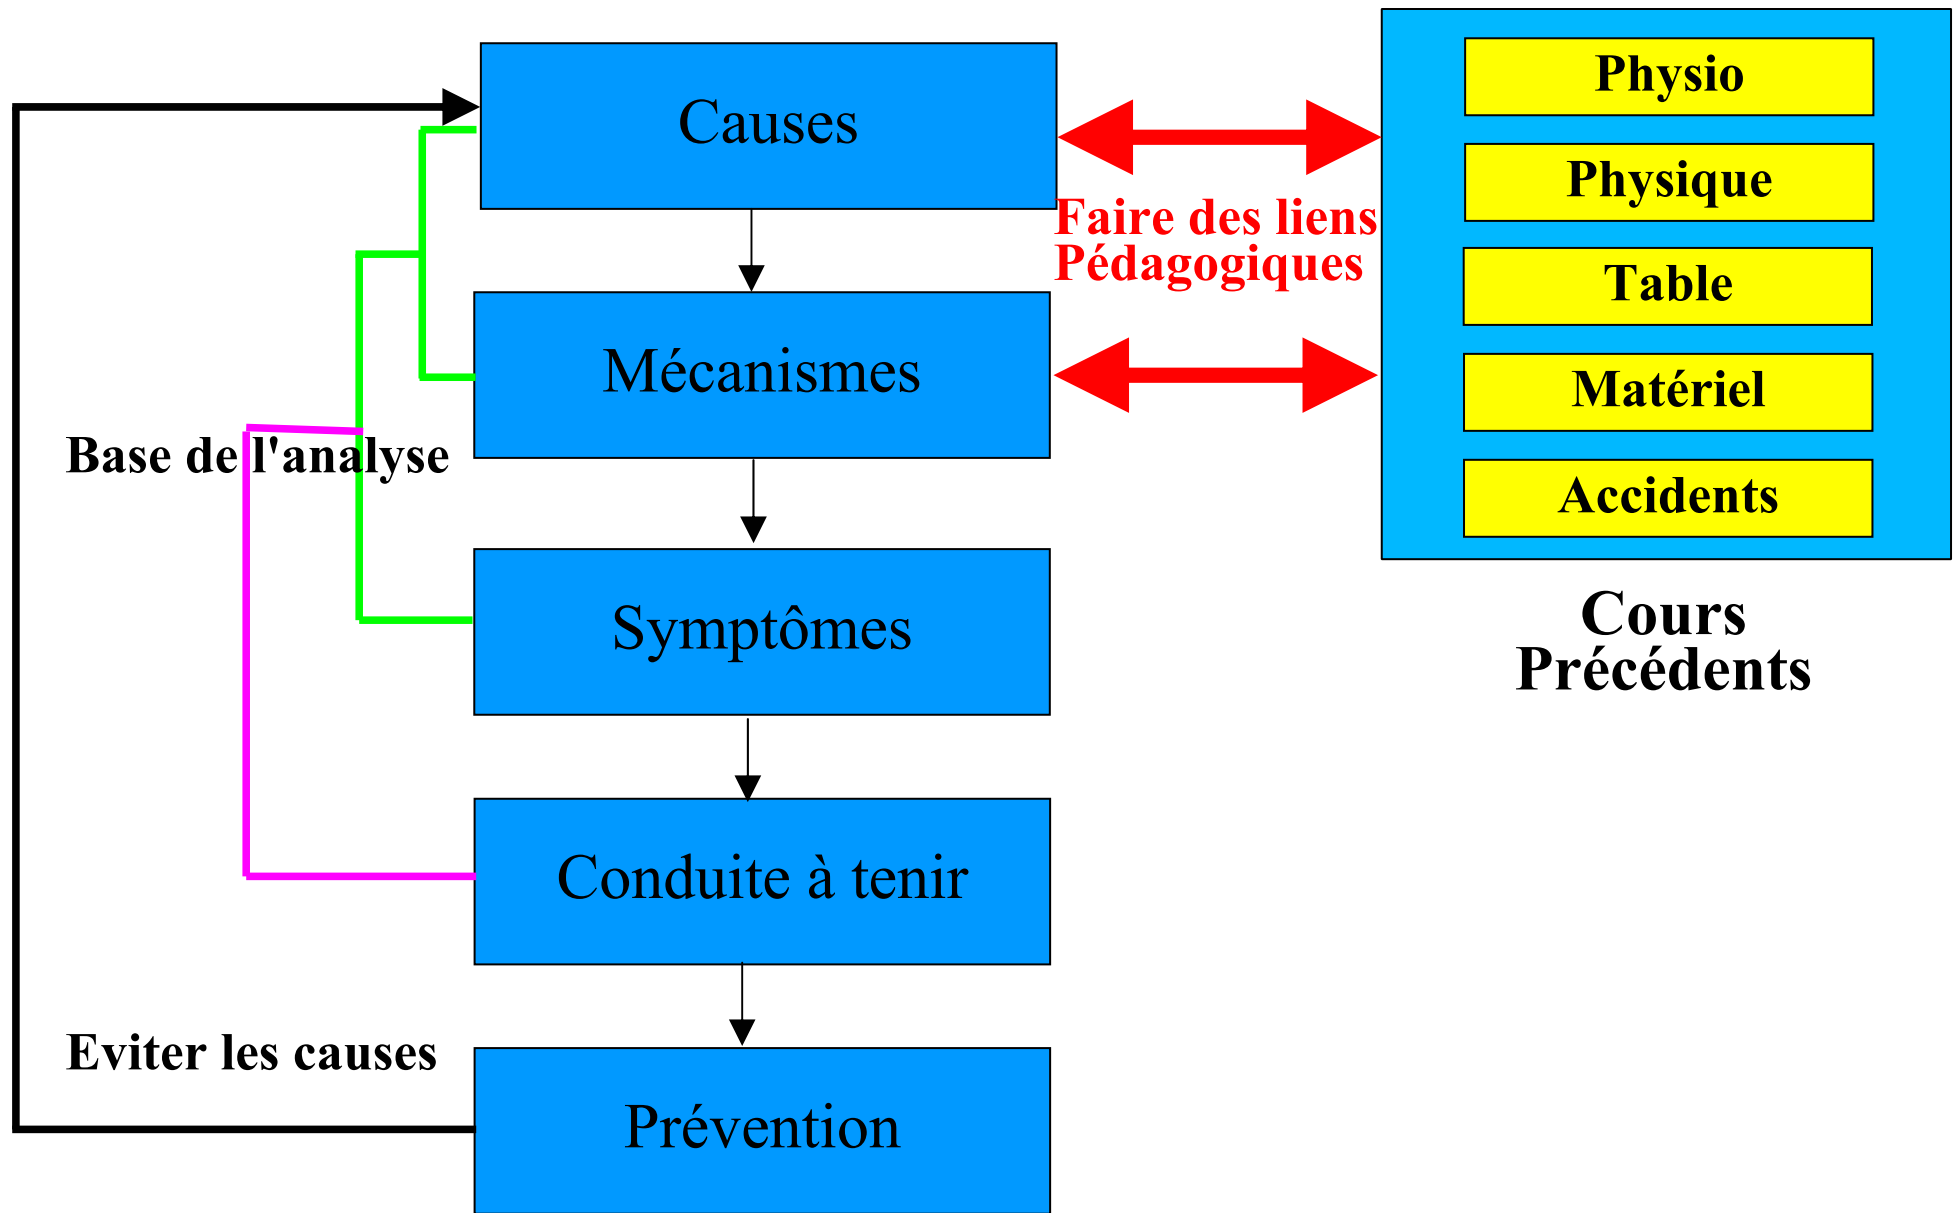 Causes
Physio
Physique
Faire des liens
Pédagogiques
Table
Mécanismes
Matériel
Base de l'analyse
Accidents
Symptômes
Cours
Précédents
Conduite à tenir
Eviter les causes
Prévention